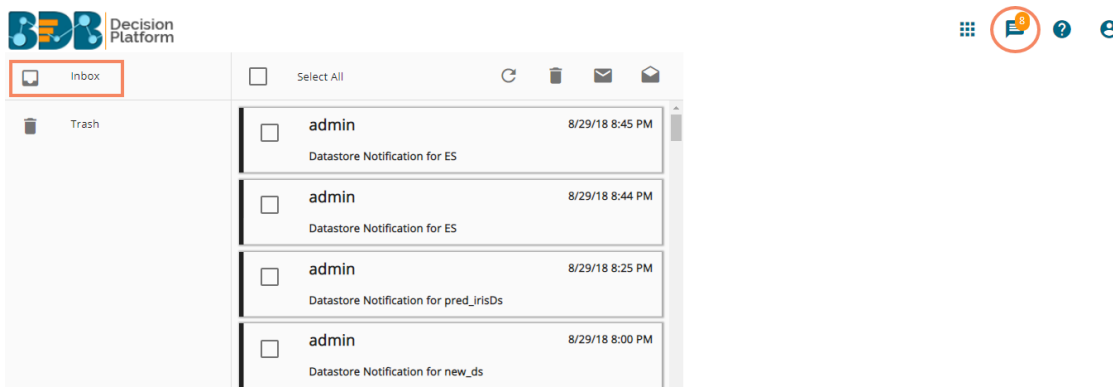 BDB Decision
Platform
8
Inbox
Select All
Trash
admin 8/29/18 8:45 PM
Datastore Notification for ES
admin 8/29/18 8:44 PM
Datastore Notification for ES
admin 8/29/18 8:25 PM
Datastore Notification for pred_irisDs
admin 8/29/18 8:00 PM
Datastore Notification for new_ds